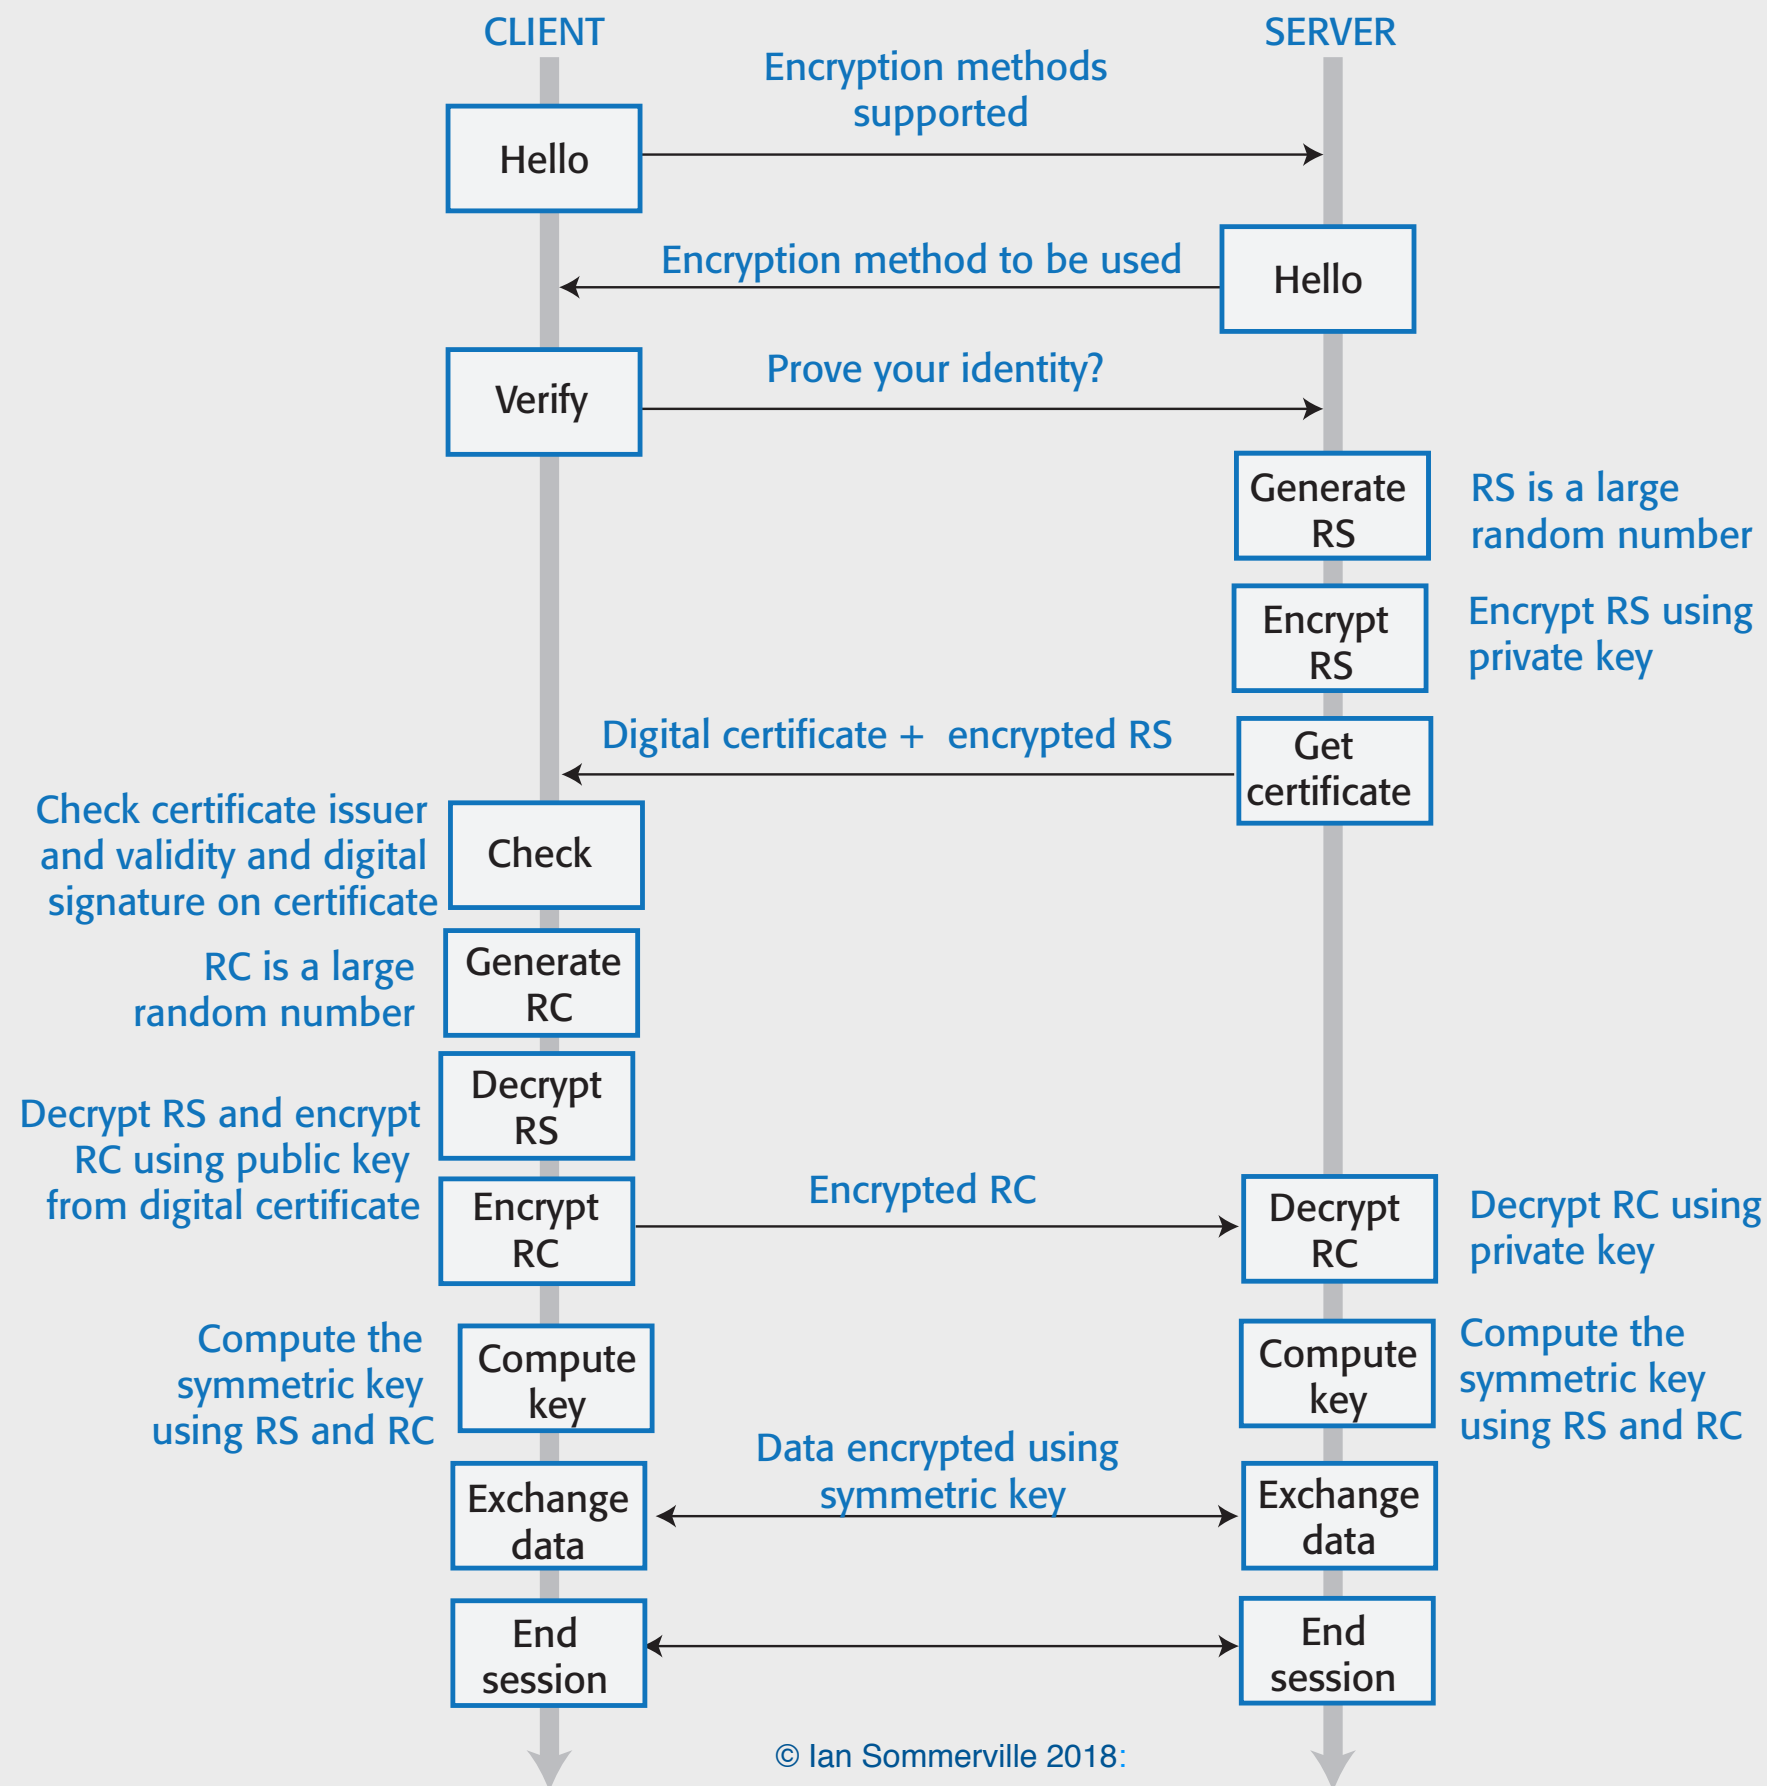 CLIENT
SERVER
Encryption methods
supported
Hello
Encryption method to be used
Hello
Verify
Prove your identity?
Generate
RS
RS is a large
random number
Encrypt
RS
Encrypt RS using
private key
Digital certificate + encrypted RS
Get
certificate
Check certificate issuer
and validity and digital
signature on certificate
Check
RC is a large
random number
Generate
RC
Decrypt
RS
Decrypt RS and encrypt
RC using public key
from digital certificate
Encrypt
RC
Encrypted RC
Decrypt
RC
Decrypt RC using
private key
Compute the
symmetric key
using RS and RC
Compute
key
Compute
key
Compute the
symmetric key
using RS and RC
Data encrypted using
symmetric key
Exchange
data
Exchange
data
End
session
End
session
© Ian Sommerville 2018: